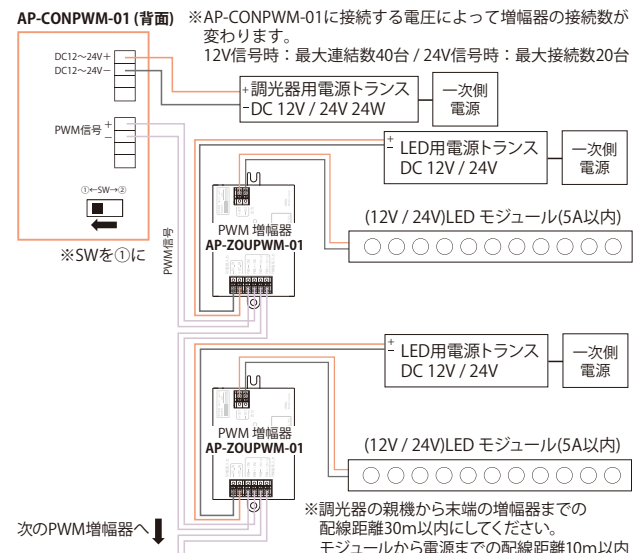 AP-CONPWM-01 (背面)
※AP-CONPWM-01に接続する電圧によって増幅器の接続数が
変わります。
12V信号時：最大連結数40台 / 24V信号時：最大接続数20台
DC12～24V＋
DC12～24V－
+調光器用電源トランス
-DC 12V / 24V 24W
一次側
電源
PWM信号 +
−
①←SW→②
※SWを①に
PWM信号
+
− LED用電源トランス
DC 12V / 24V
一次側
電源
PWM 増幅器
AP-ZOUPWM-01
(12V / 24V)LED モジュール(5A以内)
+
− LED用電源トランス
DC 12V / 24V
一次側
電源
PWM 増幅器
AP-ZOUPWM-01
(12V / 24V)LED モジュール(5A以内)
※調光器の親機から末端の増幅器までの
配線距離30m以内にしてください。
モジュールから電源までの配線距離10m以内
次のPWM増幅器へ